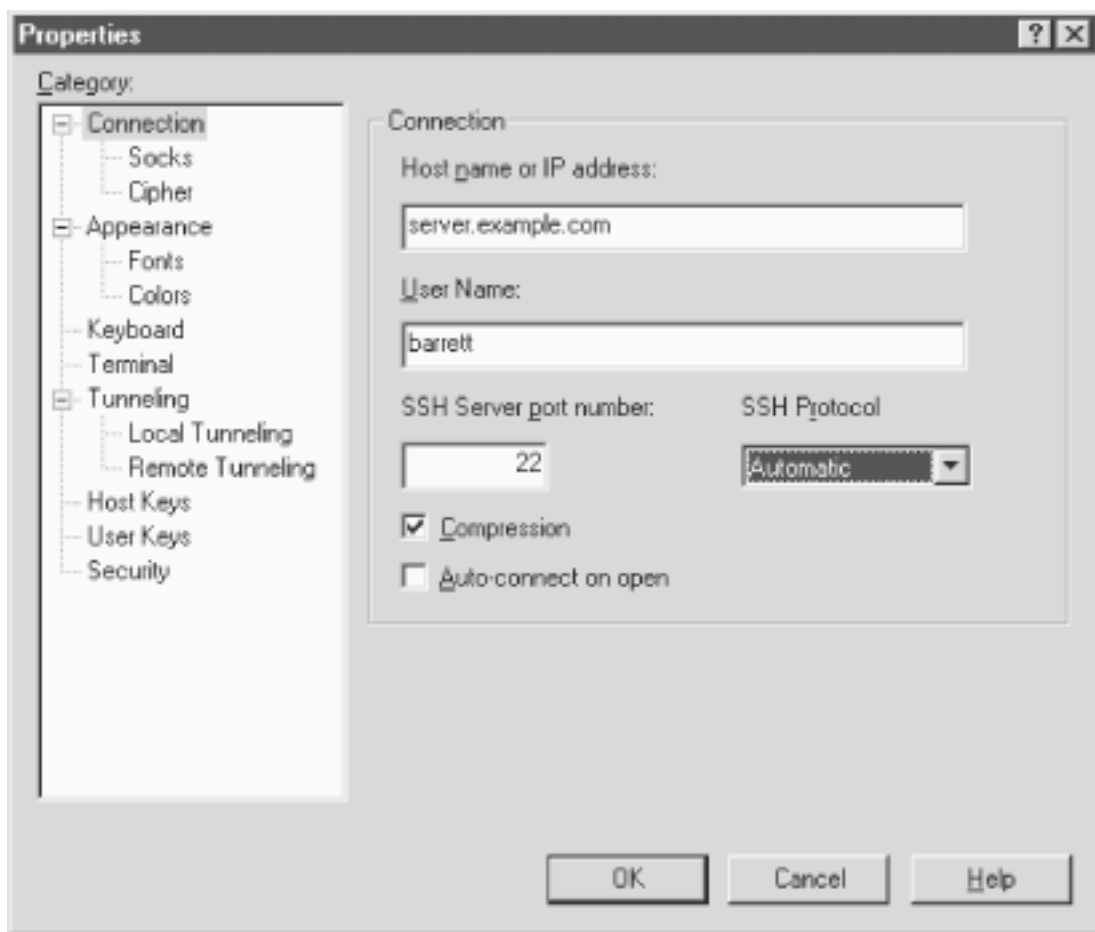 Properties
Category:
Connection
Socks
Cipher
Appearance
Fonts
Colors
Keyboard
Terminal
Tunneling
Local Tunneling
Remote Tunneling
Host Keys
User Keys
Security
Connection
Host name or IP address:
server.example.com
User Name:
barrett
SSH Server port number:
SSH Protocol
22
Automatic
Compression
Auto-connect on open
OK
Cancel
Help